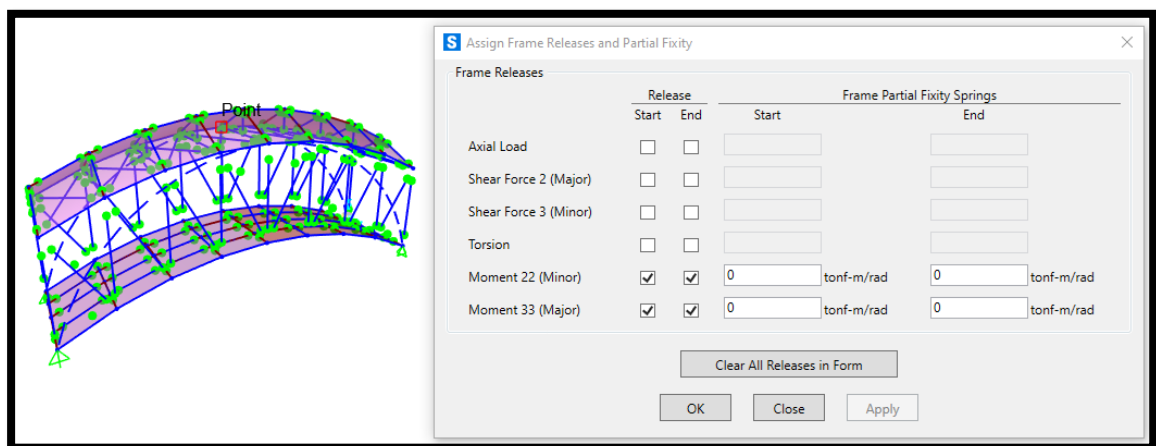 Point
S Assign Frame Releases and Partial Fixity
Frame Releases
Release Frame Partial Fixity Springs
Start End Start End
Axial Load
Shear Force 2 (Major)
Shear Force 3 (Minor)
Torsion
Moment 22 (Minor) 0 tonf-m/rad 0 tonf-m/rad
Moment 33 (Major) 0 tonf-m/rad 0 tonf-m/rad
Clear All Releases in Form
OK Close Apply